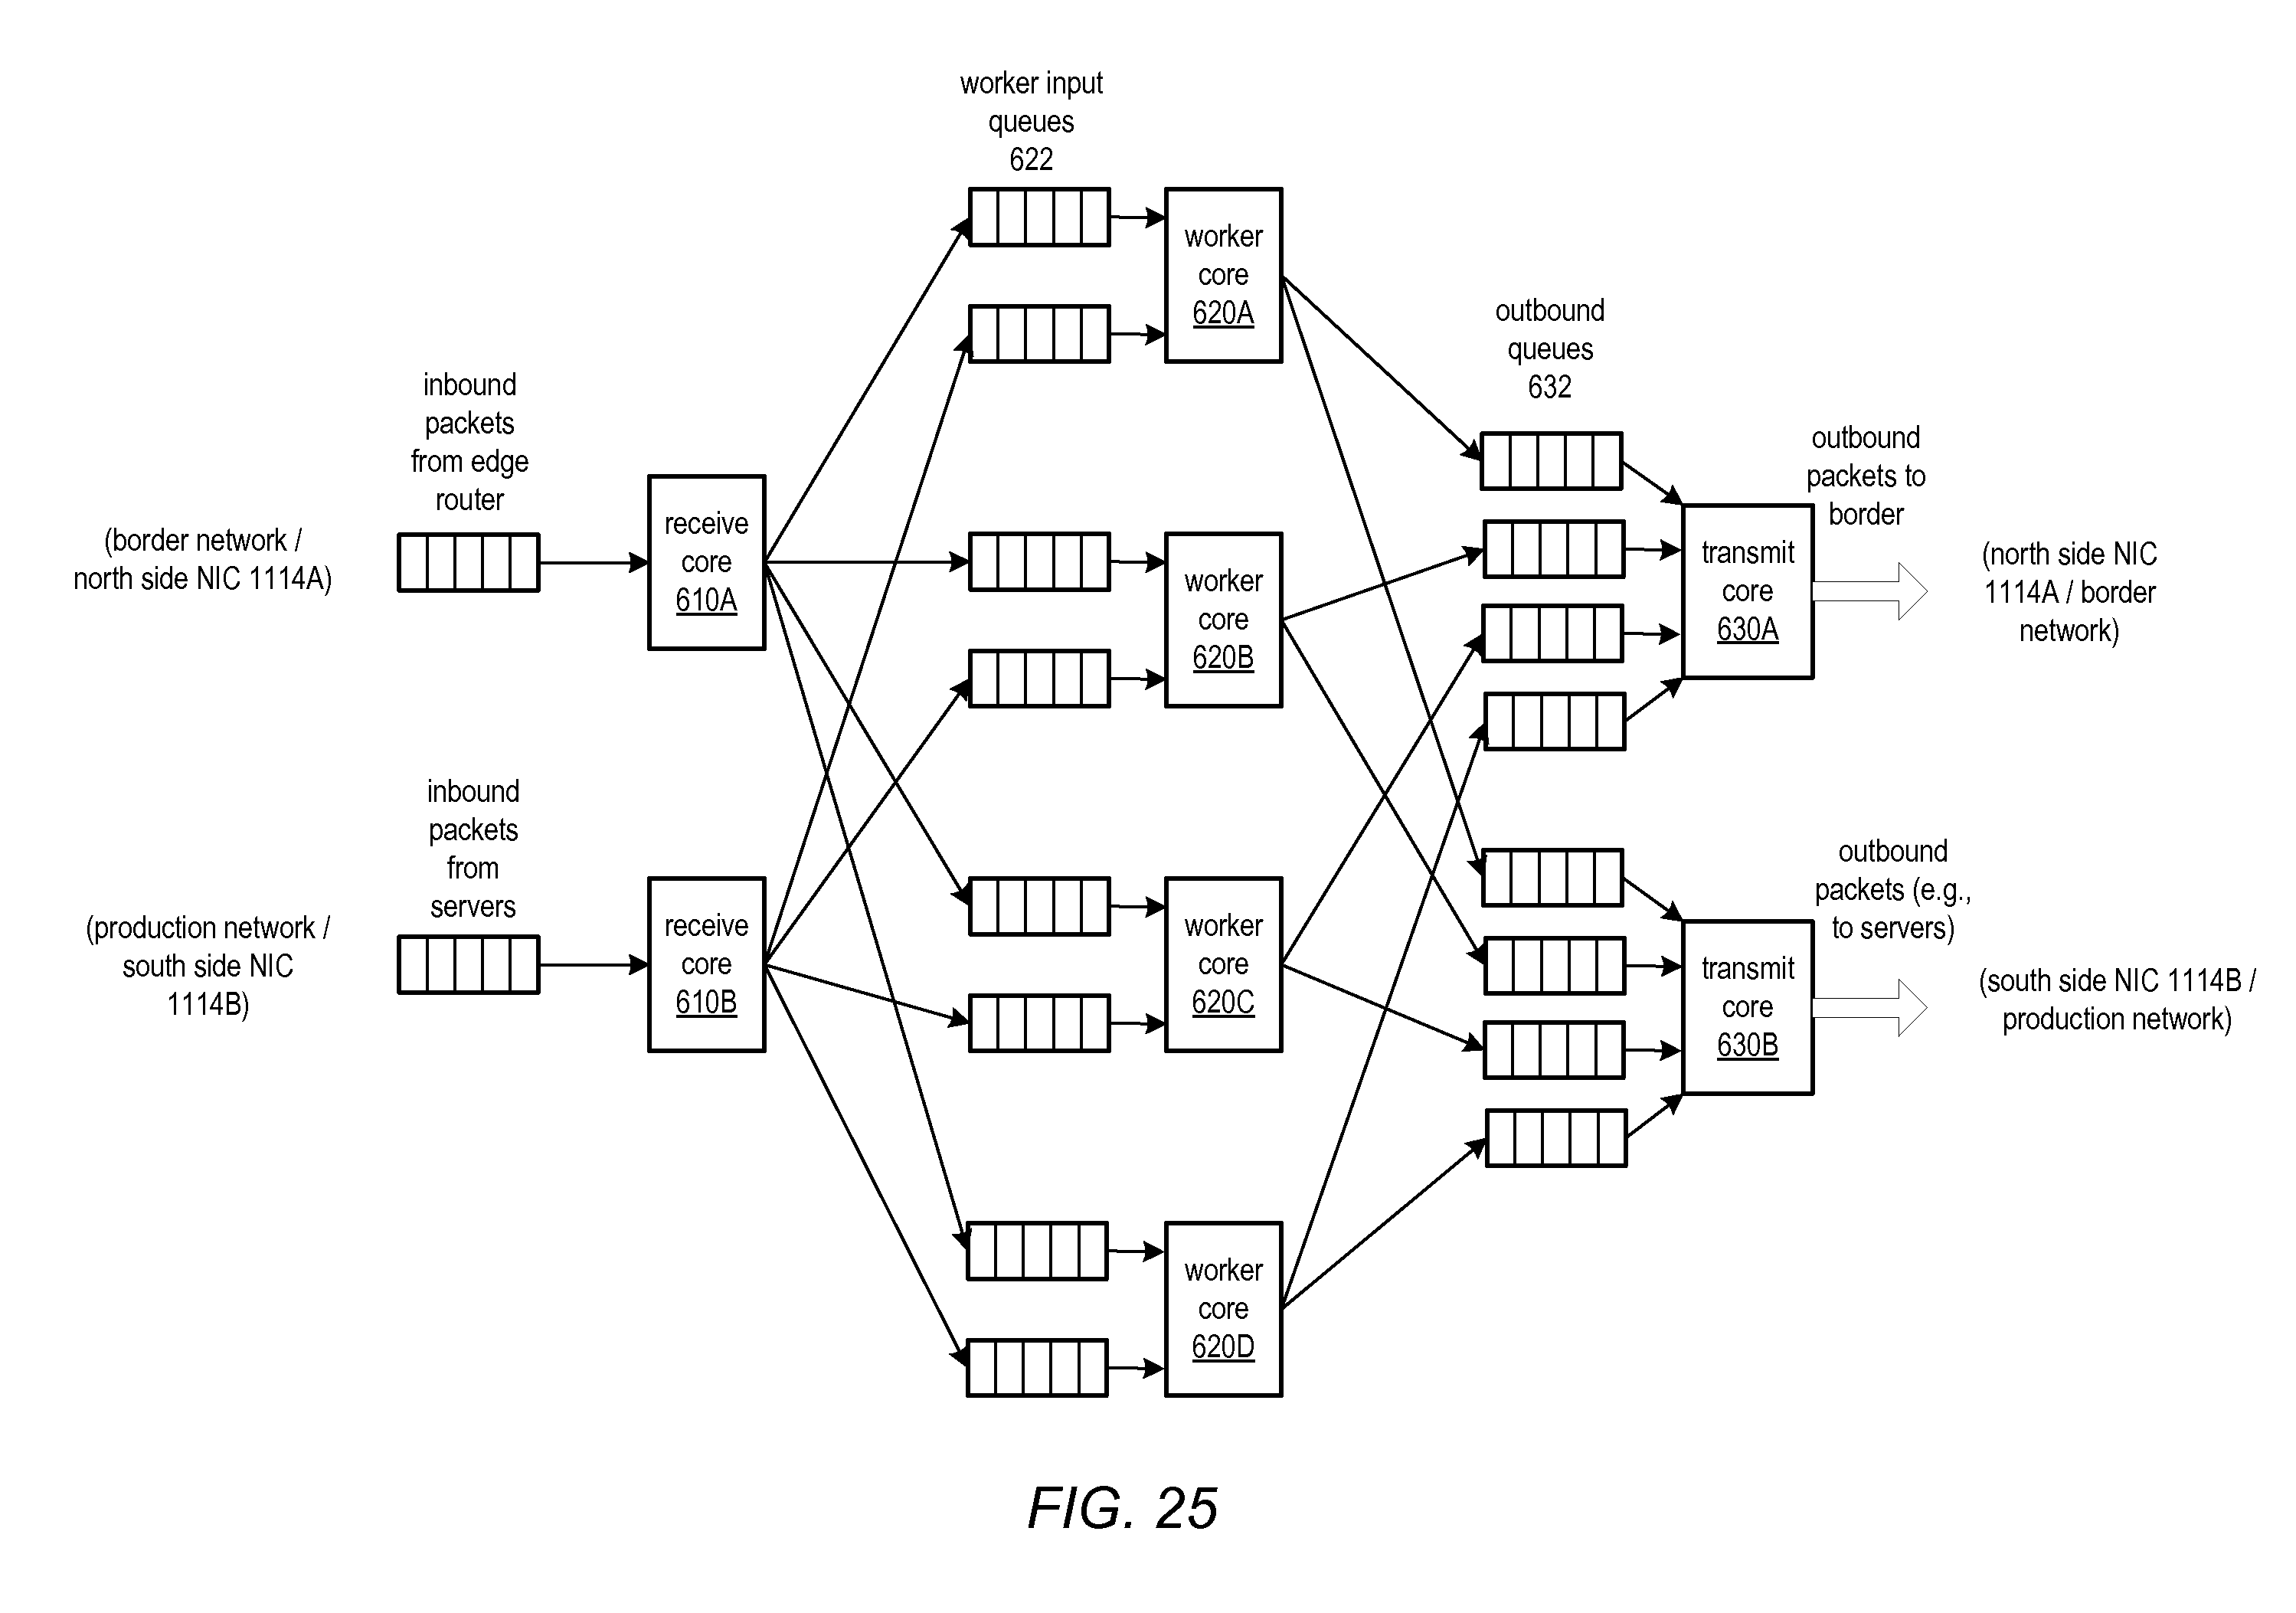 worker input
queues
622
worker
core
620A
outbound
queues
632
inbound
packets
from edge
router
(border network /
north side NIC 1114A)
receive
core
610A
worker
core
620B
outbound
packets to
border
transmit
core
630A
(north side NIC
1114A / border
network)
inbound
packets
from
servers
(production network /
south side NIC
1114B)
receive
core
610B
worker
core
620C
outbound
packets (e.g.,
to servers)
transmit
core
630B
(south side NIC 1114B /
production network)
worker
core
620D
FIG. 25